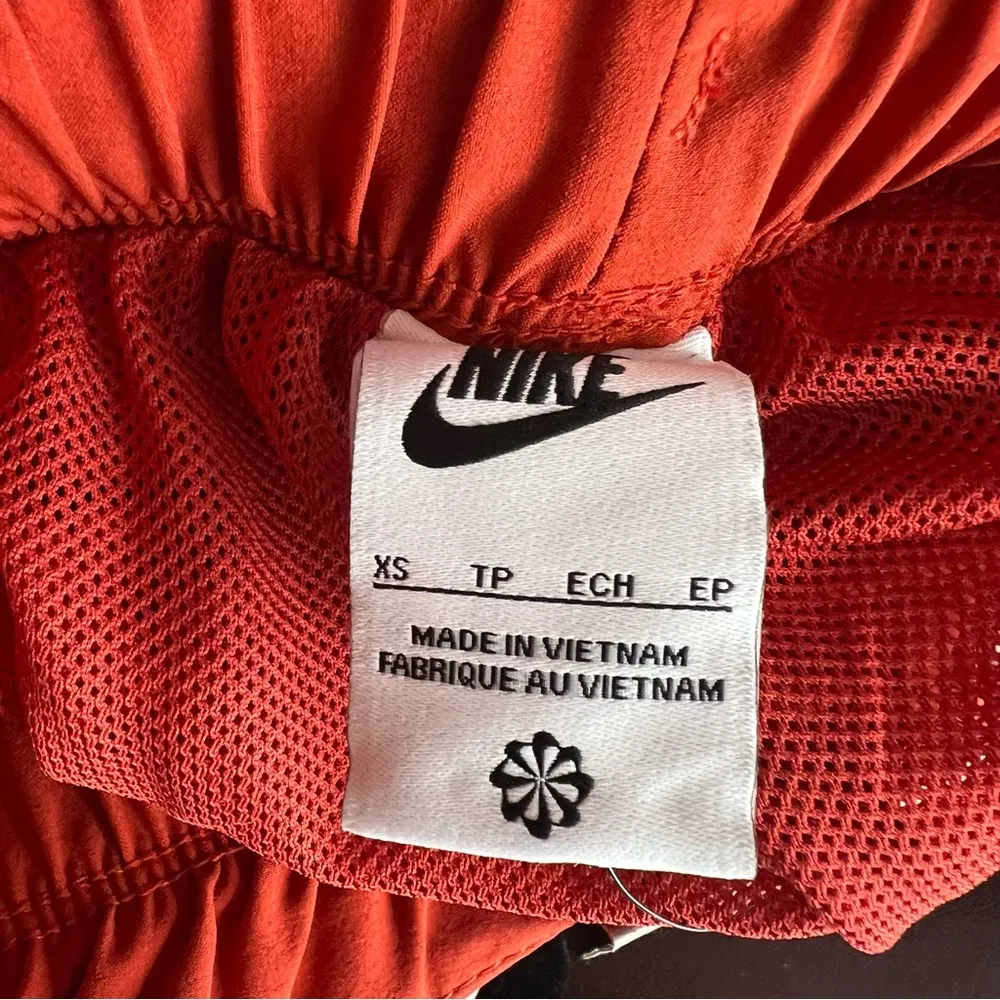 NIKE
XS TP ECH EP
MADE IN VIETNAM
FABRIQUE AU VIETNAM